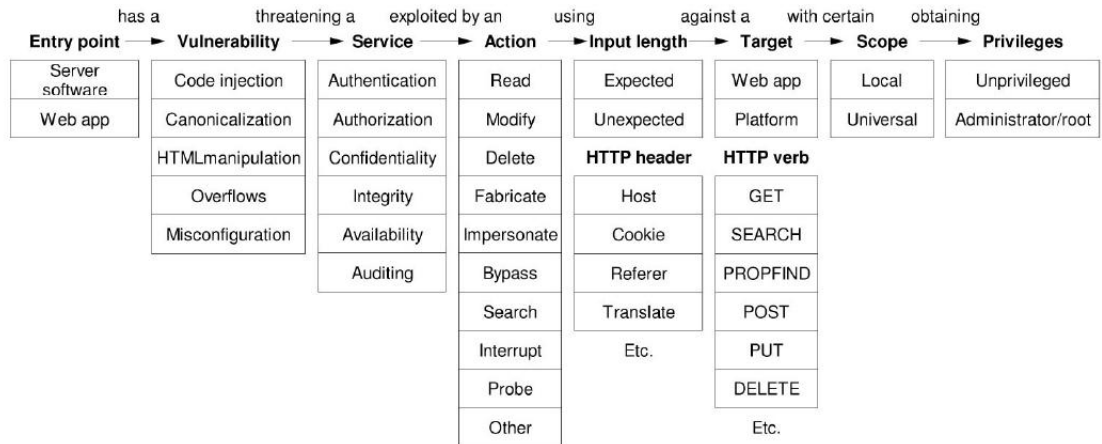 has a threatening a exploited by an using against a with certain obtaining
Entry point Vulnerability Service Action Input length Target Scope Privileges
Server software Code injection Authentication Read Expected Web app Local Unprivileged
Web app Canonicalization Authorization Modify Unexpected Platform Universal Administrator/root
HTMLmanipulation Confidentiality Delete HTTP header HTTP verb
Overflows Integrity Fabricate Host GET
Misconfiguration Availability Impersonate Cookie SEARCH
Auditing Bypass Referer PROPFIND
Search Translate POST
Interrupt Etc. PUT
Probe DELETE
Other Etc.